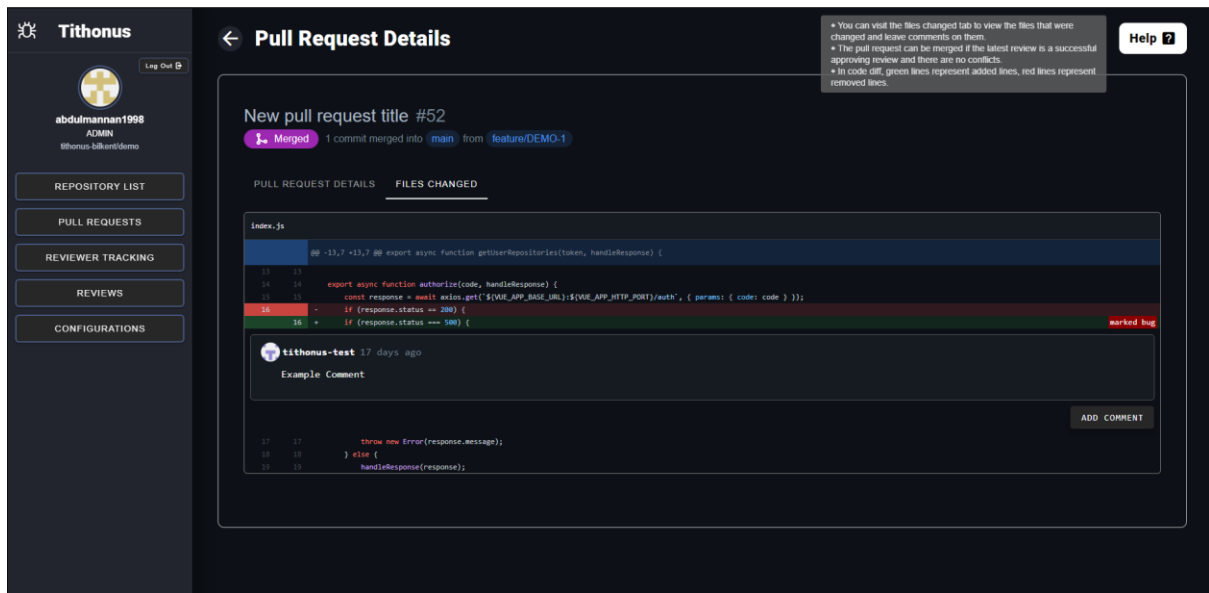 Tithonus
Log Out
abdulmannan1998
ADMIN
tithonus-bilkent/demo
REPOSITORY LIST
PULL REQUESTS
REVIEWER TRACKING
REVIEWS
CONFIGURATIONS
Pull Request Details
• You can visit the files changed tab to view the files that were
changed and leave comments on them.
• The pull request can be merged if the latest review is a successful
approving review and there are no conflicts.
• In code diff, green lines represent added lines, red lines represent
removed lines.
Help ?
New pull request title #52
Merged 1 commit merged into main from feature/DEMO-1
PULL REQUEST DETAILS FILES CHANGED
index.js
@@ -13,7 +13,7 @@ export async function getUserRepositories(token, handleResponse) {
13 13
14 14 export async function authorize(code, handleResponse) {
15 15 const response = await axios.get(`${VUE_APP_BASE_URL}:${VUE_APP_HTTP_PORT}/auth`, { params: { code: code } });
16 - if (response.status == 200) {
16 + if (response.status === 500) { marked bug
tithonus-test 17 days ago
Example Comment
ADD COMMENT
17 17 throw new Error(response.message);
18 18 } else {
19 19 handleResponse(response);